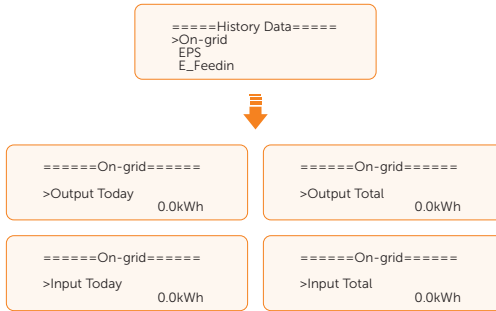 =====History Data=====
>On-grid
EPS
E_Feedin
======On-grid======
>Output Today
0.0kWh
======On-grid======
>Output Total
0.0kWh
======On-grid======
>Input Today
0.0kWh
======On-grid======
>Input Total
0.0kWh